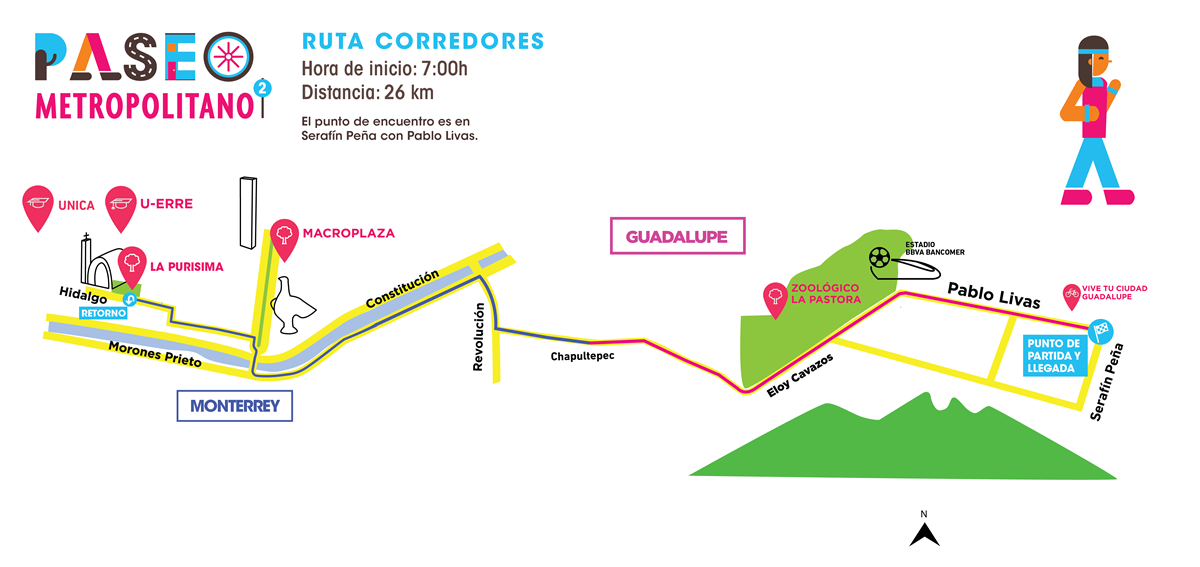 PASEO
METROPOLITANO
2
RUTA CORREDORES
Hora de inicio: 7:00h
Distancia: 26 km
El punto de encuentro es en
Serafín Peña con Pablo Livas.
UNICA
U-ERRE
MACROPLAZA
LA PURISIMA
Hidalgo
RETORNO
Morones Prieto
MONTERREY
Constitución
Revolución
Chapultepec
GUADALUPE
ESTADIO
BBVA BANCOMER
ZOOLÓGICO
LA PASTORA
Eloy Cavazos
Pablo Livas
VIVE TU CIUDAD
GUADALUPE
PUNTO DE
PARTIDA Y
LLEGADA
Serafín Peña
N